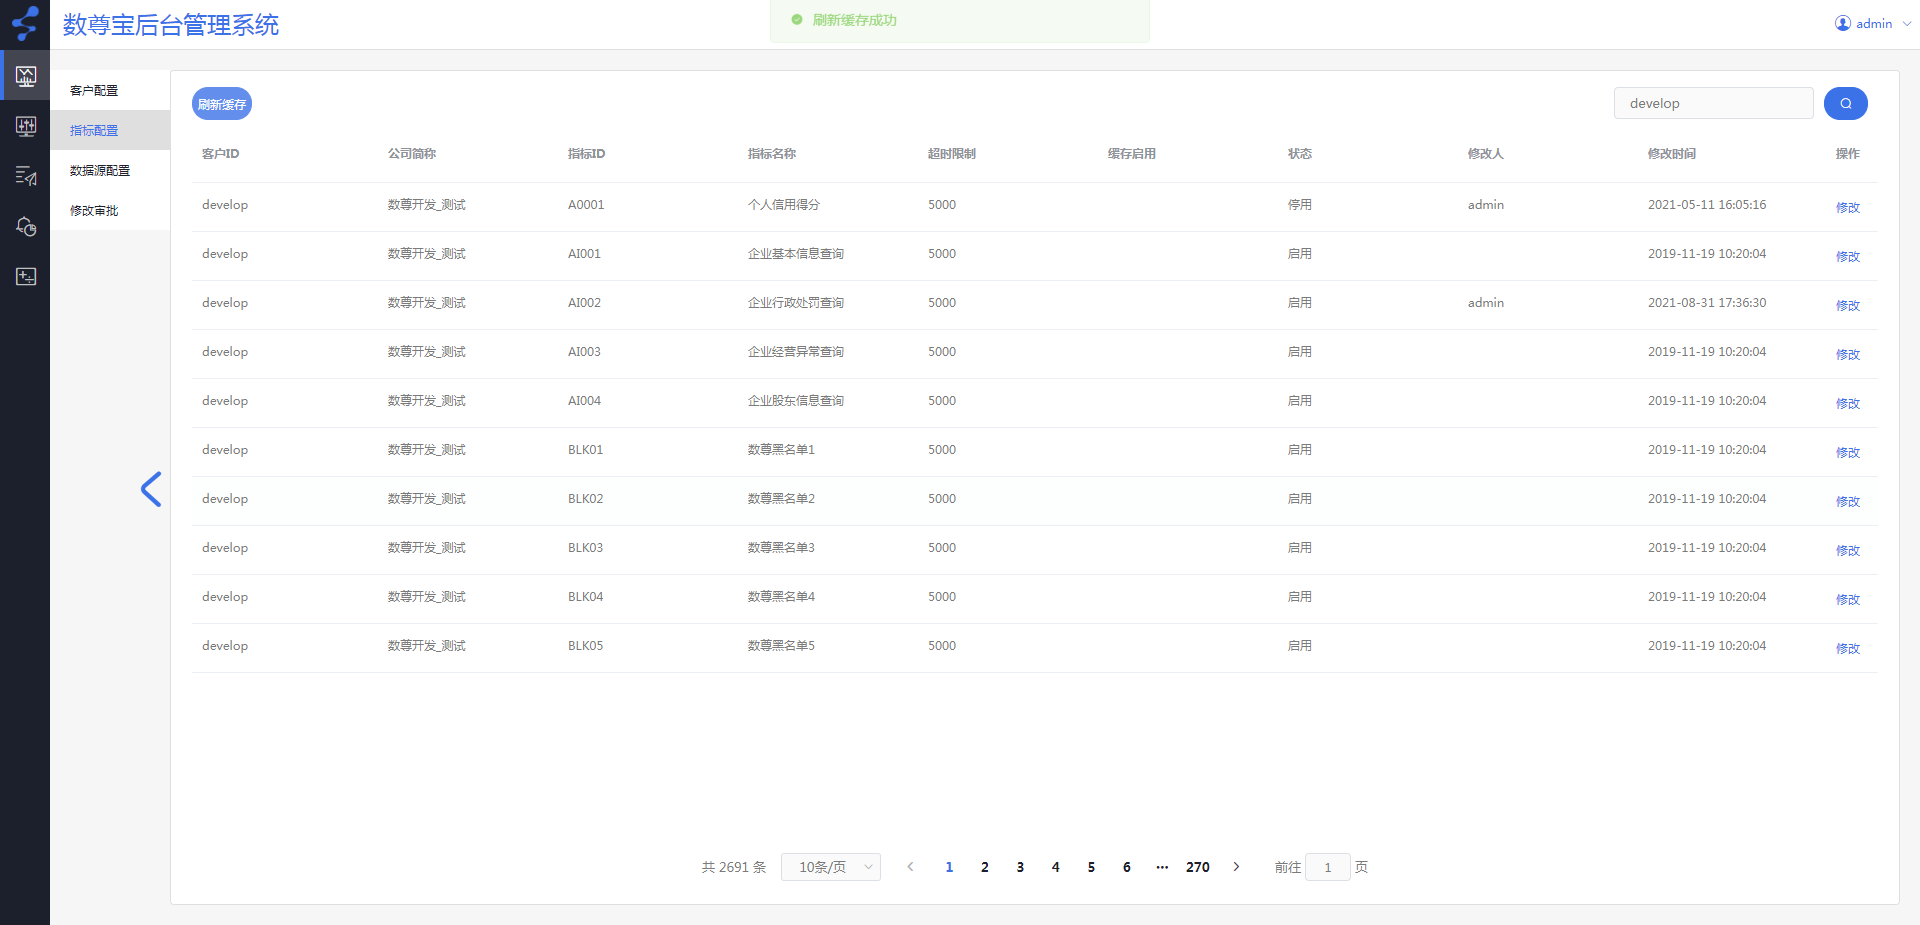 数尊宝后台管理系统
刷新缓存成功
admin
客户配置
指标配置
数据源配置
修改审批
刷新缓存
develop
客户ID 公司简称 指标ID 指标名称 超时限制 缓存启用 状态 修改人 修改时间 操作
develop 数尊开发_测试 A0001 个人信用得分 5000 停用 admin 2021-05-11 16:05:16 修改
develop 数尊开发_测试 AI001 企业基本信息查询 5000 启用 2019-11-19 10:20:04 修改
develop 数尊开发_测试 AI002 企业行政处罚查询 5000 启用 admin 2021-08-31 17:36:30 修改
develop 数尊开发_测试 AI003 企业经营异常查询 5000 启用 2019-11-19 10:20:04 修改
develop 数尊开发_测试 AI004 企业股东信息查询 5000 启用 2019-11-19 10:20:04 修改
develop 数尊开发_测试 BLK01 数尊黑名单1 5000 启用 2019-11-19 10:20:04 修改
develop 数尊开发_测试 BLK02 数尊黑名单2 5000 启用 2019-11-19 10:20:04 修改
develop 数尊开发_测试 BLK03 数尊黑名单3 5000 启用 2019-11-19 10:20:04 修改
develop 数尊开发_测试 BLK04 数尊黑名单4 5000 启用 2019-11-19 10:20:04 修改
develop 数尊开发_测试 BLK05 数尊黑名单5 5000 启用 2019-11-19 10:20:04 修改
共 2691 条 10条/页 1 2 3 4 5 6 ··· 270 前往 1 页